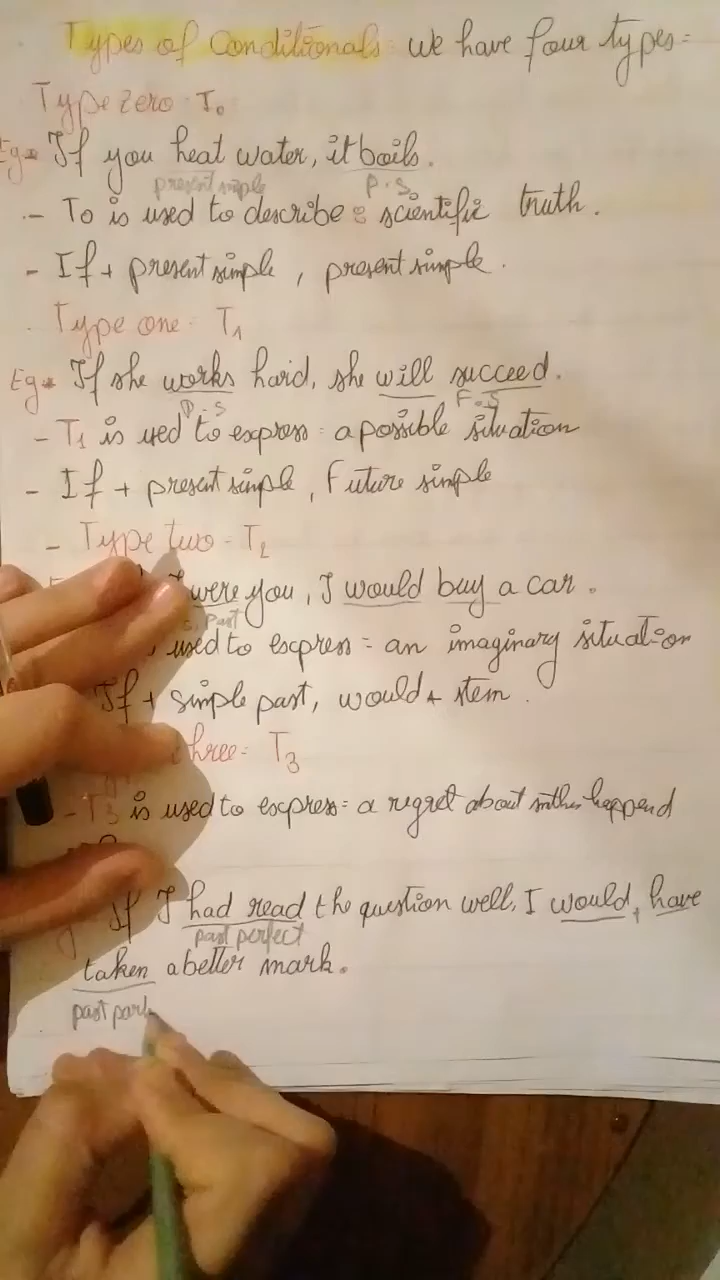 Types of Conditionals: We have four types:
Type zero: T₀
Eg: If you heat water, it boils.
present simple P.S
- T₀ is used to describe: scientific truth.
- If + present simple, present simple.
Type one: T₁
Eg: If she works hard, she will succeed.
P.S F.S
- T₁ is used to express: a possible situation
- If + present simple, Future simple
- Type two: T₂
I were you, I would buy a car.
s. Past
used to express: an imaginary situation
If + simple past, would + stem.
three: T₃
- T₃ is used to express: a regret about happend
If I had read the question well, I would, have
past perfect
taken a better mark.
past part